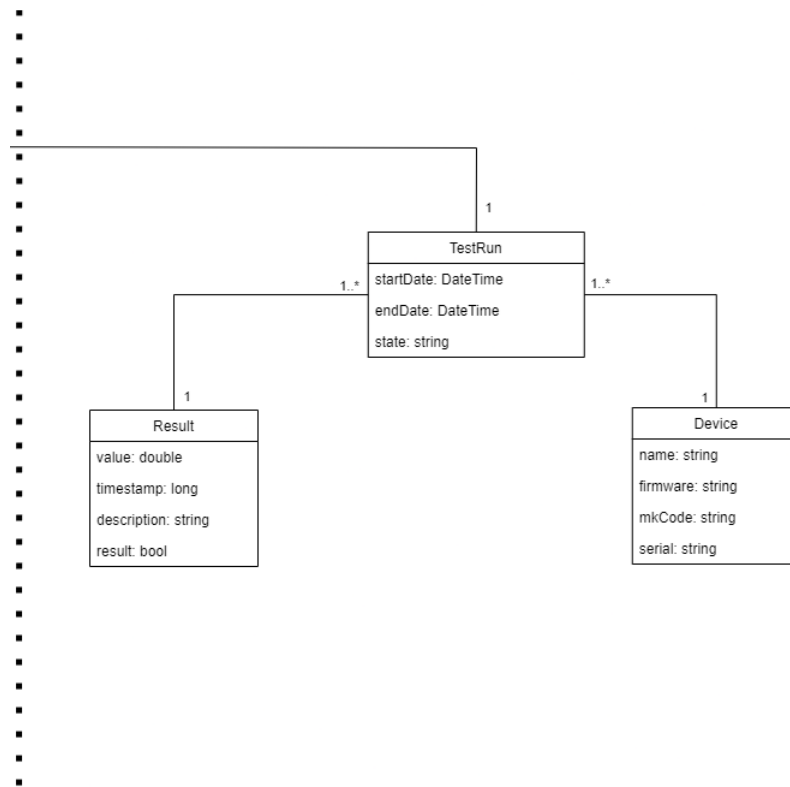 1
TestRun
startDate: DateTime
endDate: DateTime
state: string
1..*
1..*
1
Result
value: double
timestamp: long
description: string
result: bool
1
Device
name: string
firmware: string
mkCode: string
serial: string